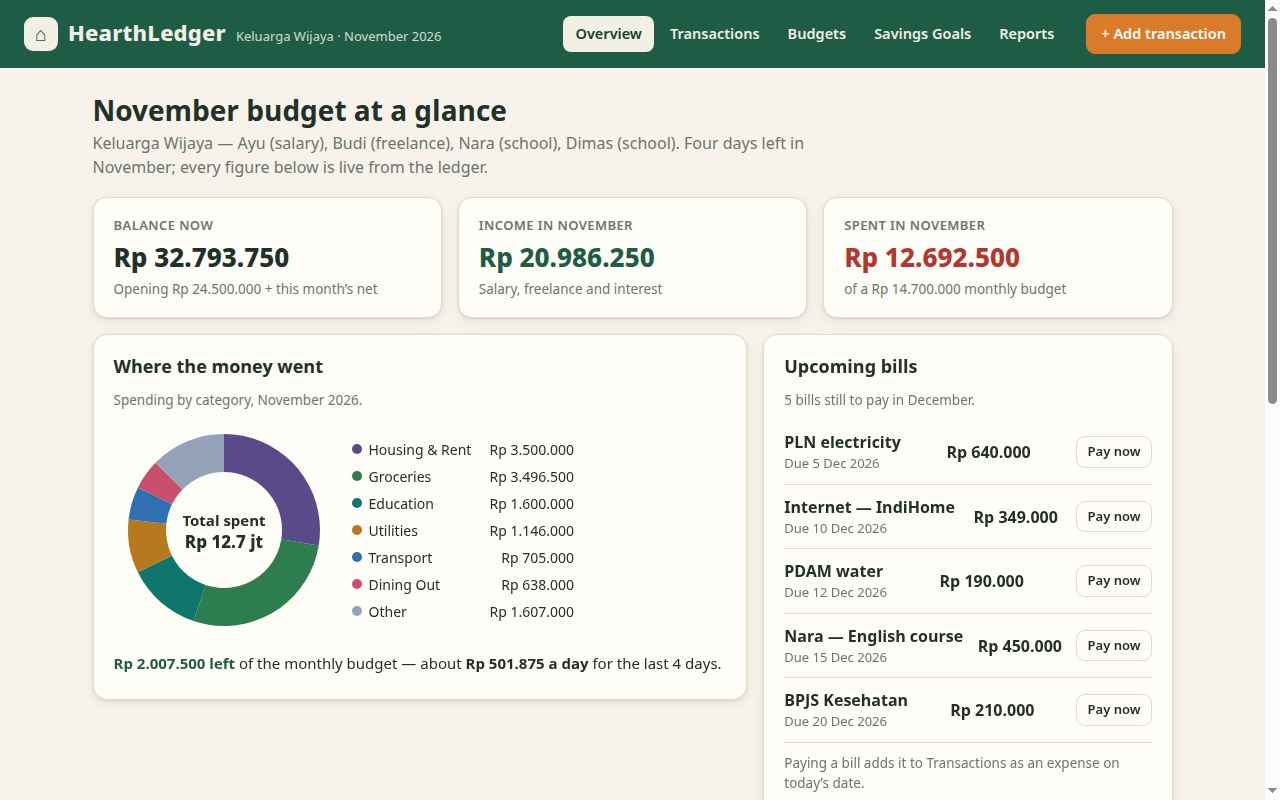 HearthLedger Keluarga Wijaya · November 2026 Overview Transactions Budgets Savings Goals Reports + Add transaction
November budget at a glance
Keluarga Wijaya — Ayu (salary), Budi (freelance), Nara (school), Dimas (school). Four days left in
November; every figure below is live from the ledger.
BALANCE NOW
Rp 32.793.750
Opening Rp 24.500.000 + this month’s net
INCOME IN NOVEMBER
Rp 20.986.250
Salary, freelance and interest
SPENT IN NOVEMBER
Rp 12.692.500
of a Rp 14.700.000 monthly budget
Where the money went
Spending by category, November 2026.
Total spent
Rp 12.7 jt
Housing & Rent Rp 3.500.000
Groceries Rp 3.496.500
Education Rp 1.600.000
Utilities Rp 1.146.000
Transport Rp 705.000
Dining Out Rp 638.000
Other Rp 1.607.000
Rp 2.007.500 left of the monthly budget — about Rp 501.875 a day for the last 4 days.
Upcoming bills
5 bills still to pay in December.
PLN electricity Rp 640.000 Pay now
Due 5 Dec 2026
Internet — IndiHome Rp 349.000 Pay now
Due 10 Dec 2026
PDAM water Rp 190.000 Pay now
Due 12 Dec 2026
Nara — English course Rp 450.000 Pay now
Due 15 Dec 2026
BPJS Kesehatan Rp 210.000 Pay now
Due 20 Dec 2026
Paying a bill adds it to Transactions as an expense on
today’s date.